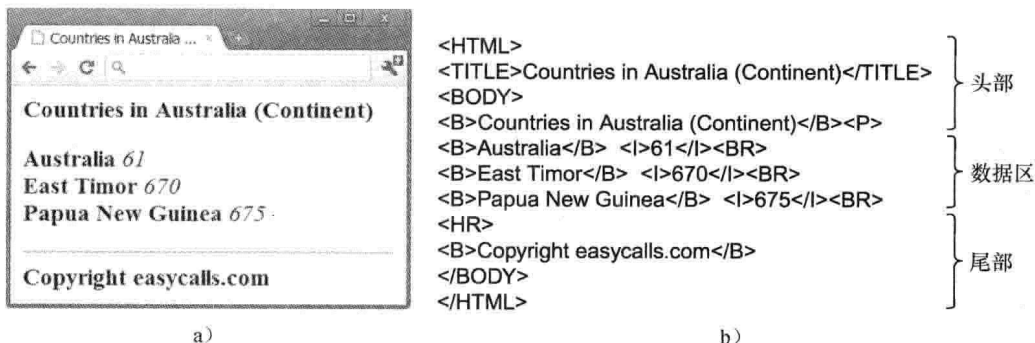 Countries in Australia ...
Countries in Australia (Continent)
Australia 61
East Timor 670
Papua New Guinea 675
Copyright easycalls.com
a）
<HTML>
<TITLE>Countries in Australia (Continent)</TITLE>
<BODY>
<B>Countries in Australia (Continent)</B><P>
头部
<B>Australia</B> <I>61</I><BR>
<B>East Timor</B> <I>670</I><BR>
<B>Papua New Guinea</B> <I>675</I><BR>
数据区
<HR>
<B>Copyright easycalls.com</B>
</BODY>
</HTML>
尾部
b）